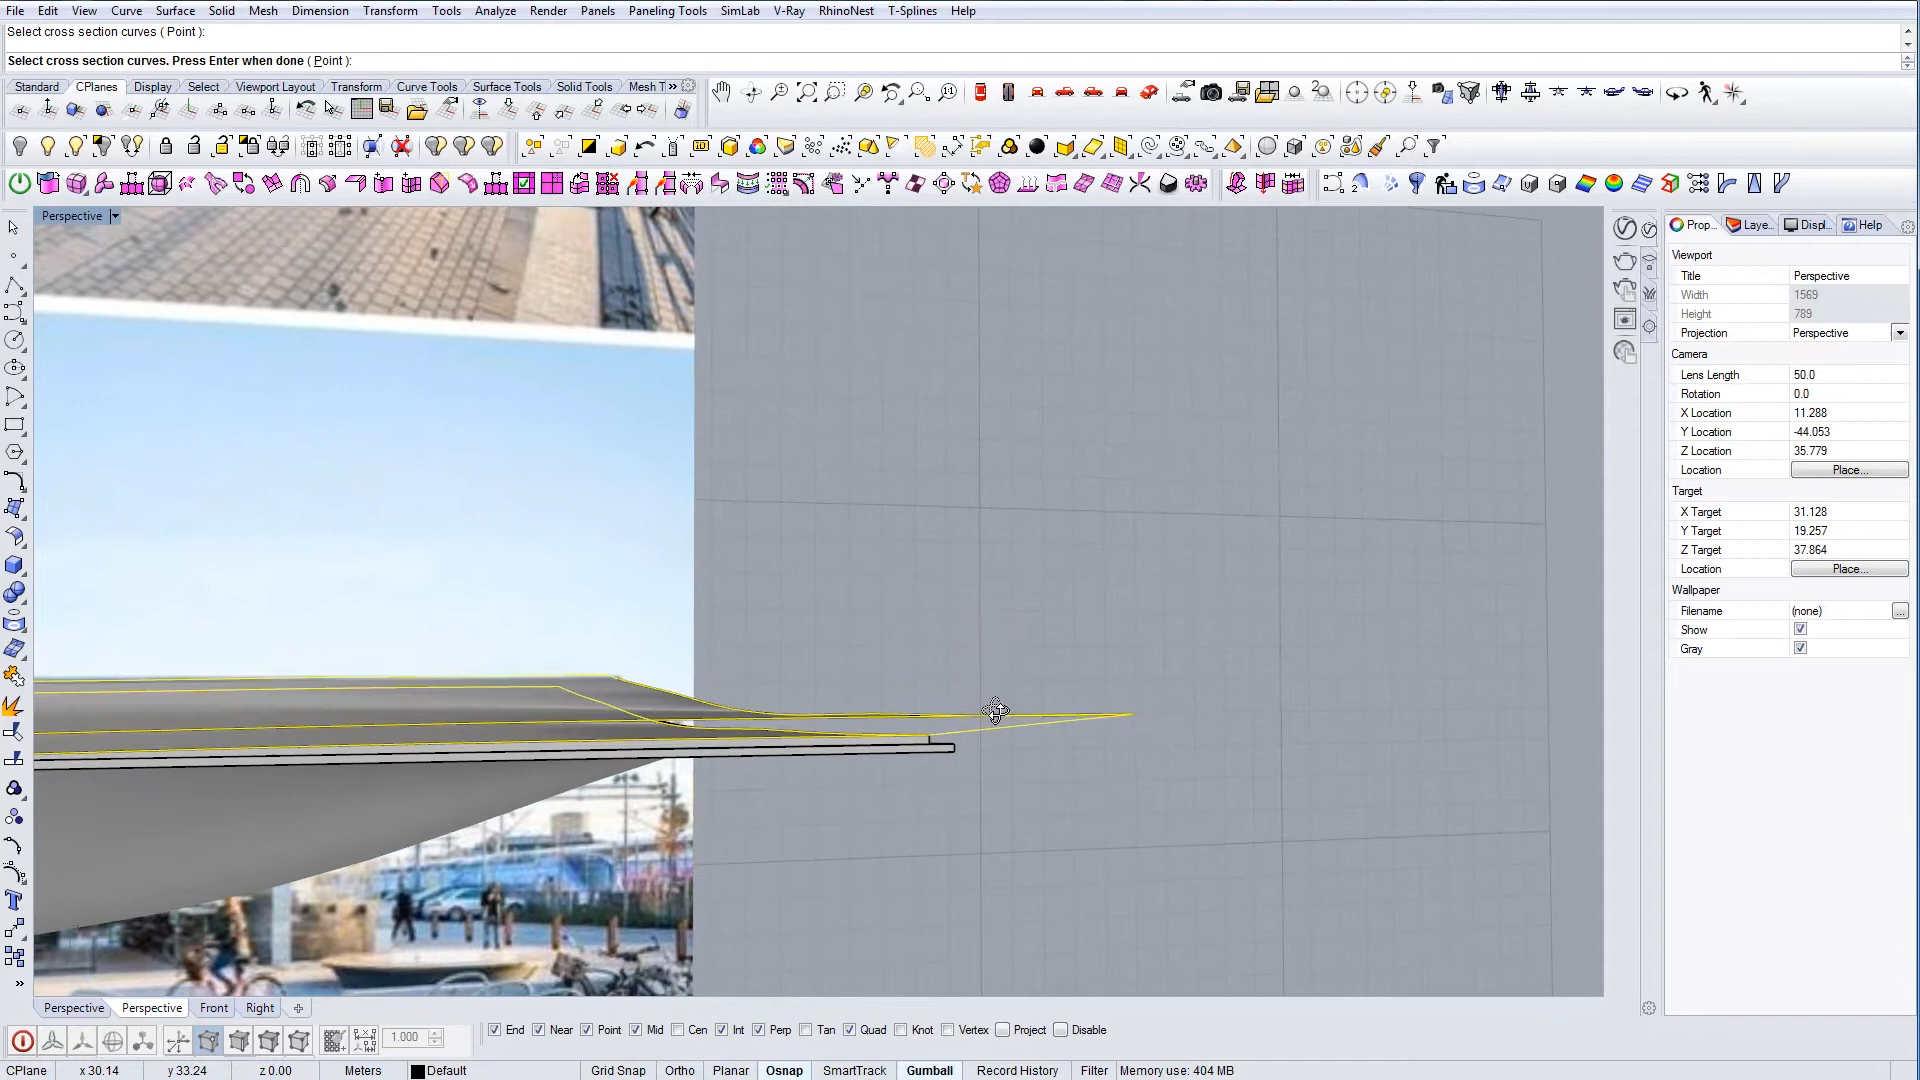 File Edit View Curve Surface Solid Mesh Dimension Transform Tools Analyze Render Panels Paneling Tools SimLab V-Ray RhinoNest T-Splines Help
Select cross section curves ( Point ):
Select cross section curves. Press Enter when done ( Point ):
Standard CPlanes Display Select Viewport Layout Transform Curve Tools Surface Tools Solid Tools Mesh T
Perspective
Prop... Laye... Displ... Help
Viewport
Title Perspective
Width 1569
Height 789
Projection Perspective
Camera
Lens Length 50.0
Rotation 0.0
X Location 11.288
Y Location -44.053
Z Location 35.779
Location Place...
Target
X Target 31.128
Y Target 19.257
Z Target 37.864
Location Place...
Wallpaper
Filename (none) ...
Show
Gray
Perspective Perspective Front Right
1.000 End Near Point Mid Cen Int Perp Tan Quad Knot Vertex Project Disable
CPlane x 30.14 y 33.24 z 0.00 Meters Default Grid Snap Ortho Planar Osnap SmartTrack Gumball Record History Filter Memory use: 404 MB